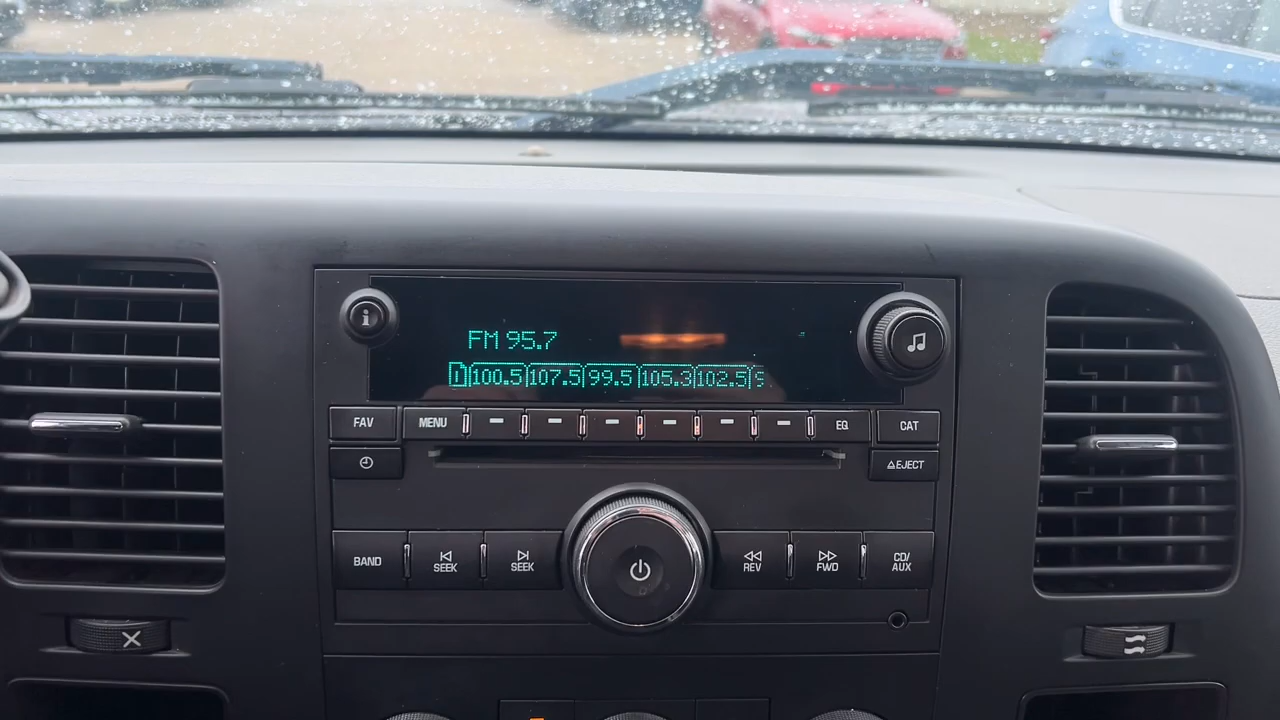 FM 95.7
1 100.5 107.5 99.5 105.3 102.5 9
FAV MENU EQ CAT
EJECT
BAND SEEK SEEK REV FWD CD/AUX